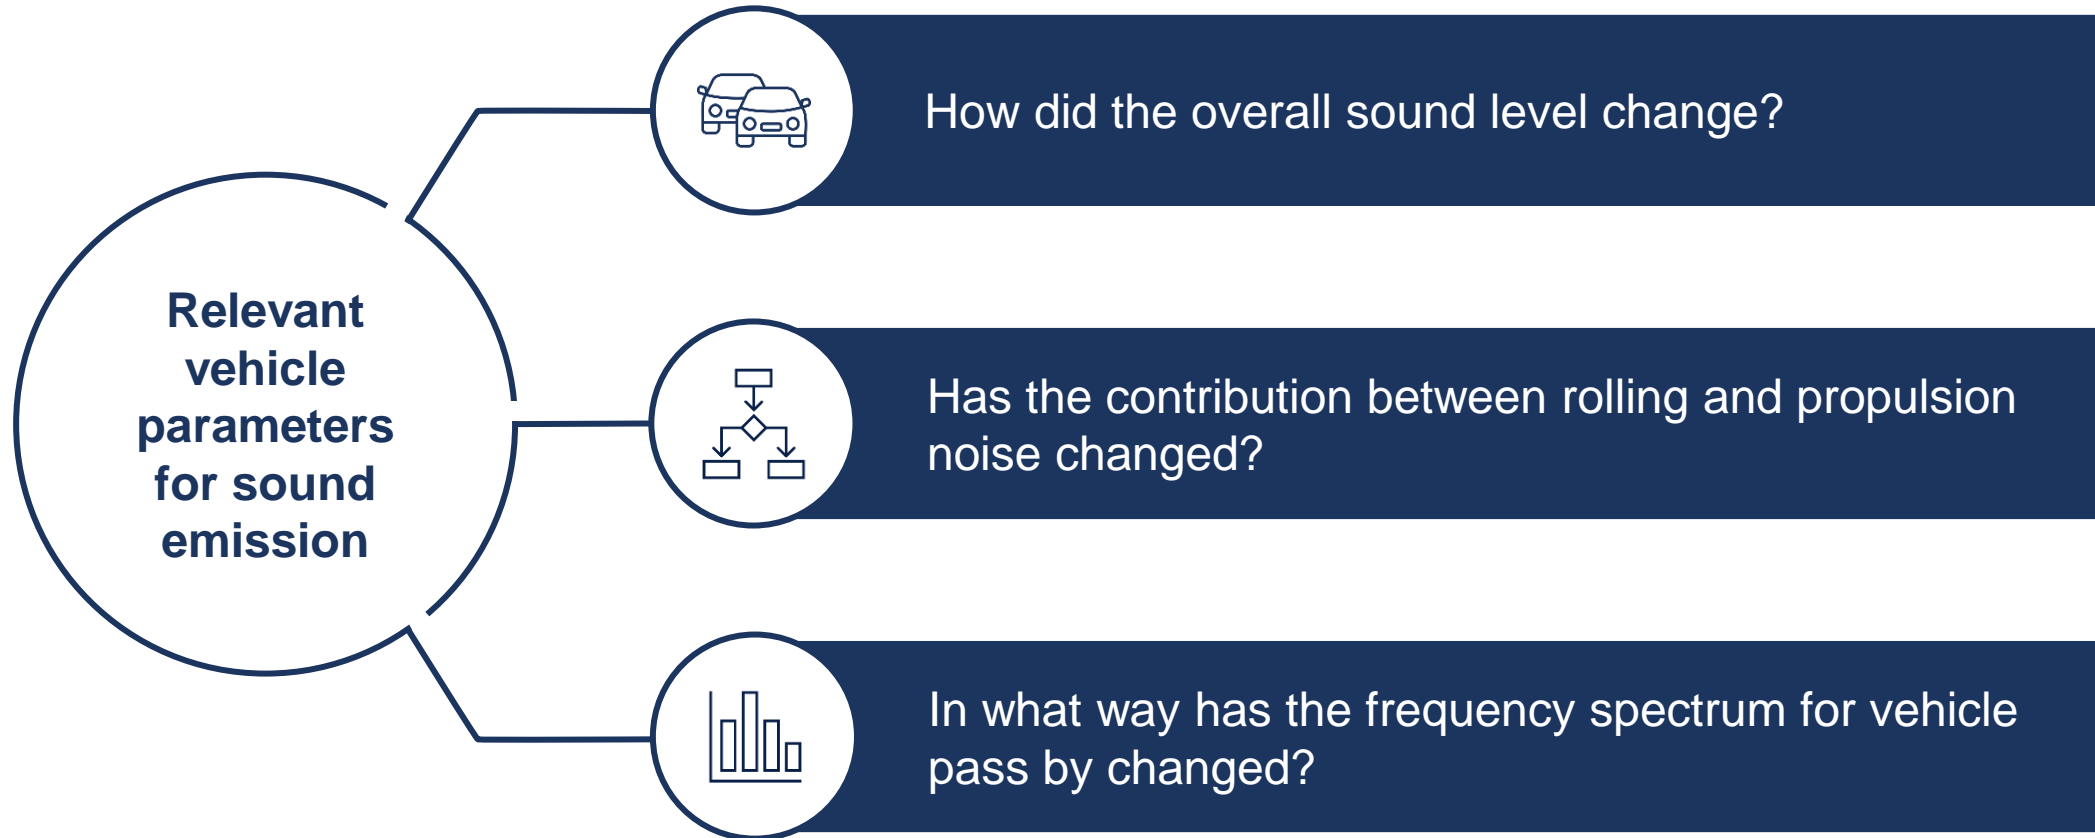 Relevant
vehicle
parameters
for sound
emission
How did the overall sound level change?
Has the contribution between rolling and propulsion
noise changed?
In what way has the frequency spectrum for vehicle
pass by changed?